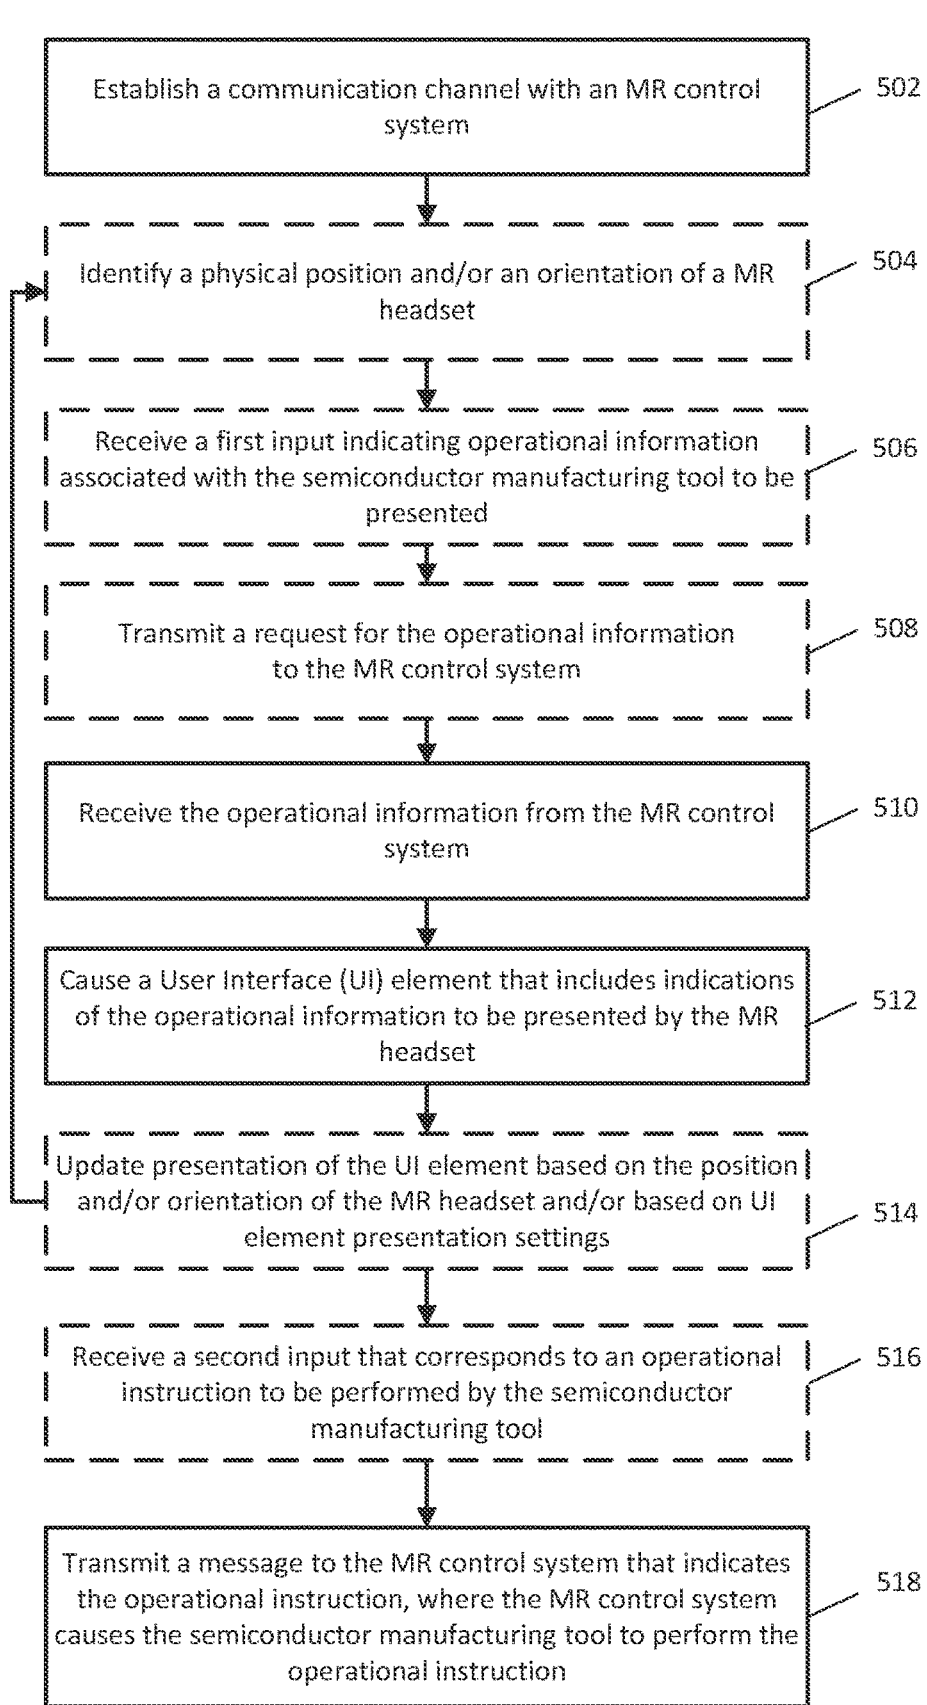 Establish a communication channel with an MR control
system
502
Identify a physical position and/or an orientation of a MR
headset
504
Receive a first input indicating operational information
associated with the semiconductor manufacturing tool to be
presented
506
Transmit a request for the operational information
to the MR control system
508
Receive the operational information from the MR control
system
510
Cause a User Interface (UI) element that includes indications
of the operational information to be presented by the MR
headset
512
Update presentation of the UI element based on the position
and/or orientation of the MR headset and/or based on UI
element presentation settings
514
Receive a second input that corresponds to an operational
instruction to be performed by the semiconductor
manufacturing tool
516
Transmit a message to the MR control system that indicates
the operational instruction, where the MR control system
causes the semiconductor manufacturing tool to perform the
operational instruction
518